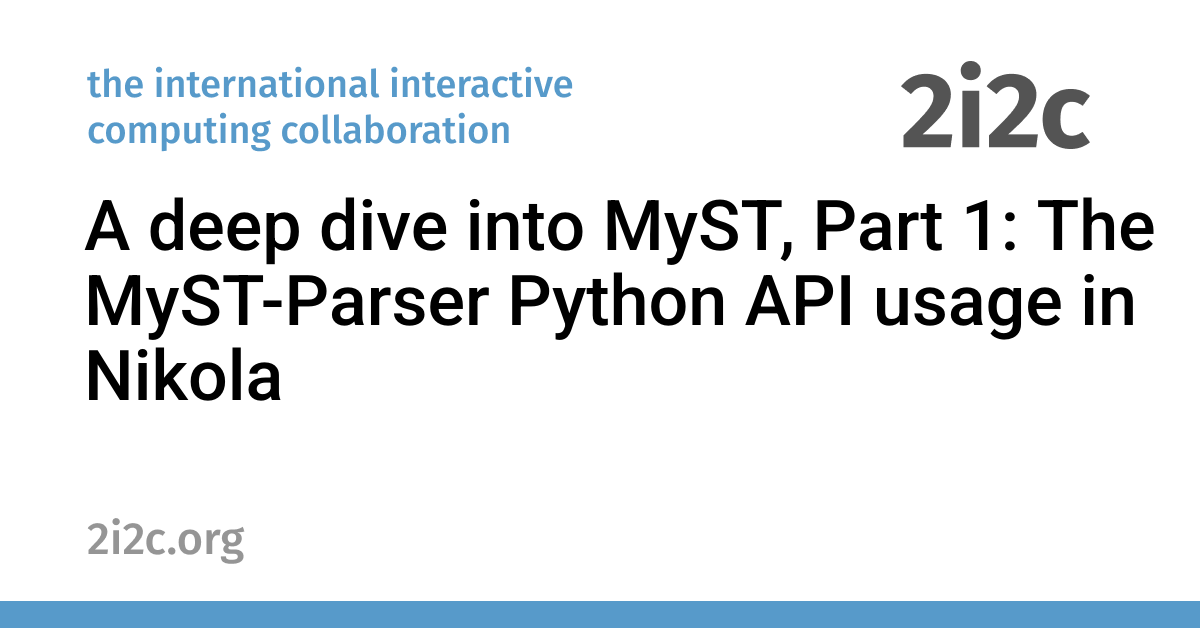 the international interactive
computing collaboration
2i2c
A deep dive into MyST, Part 1: The
MyST-Parser Python API usage in
Nikola
2i2c.org